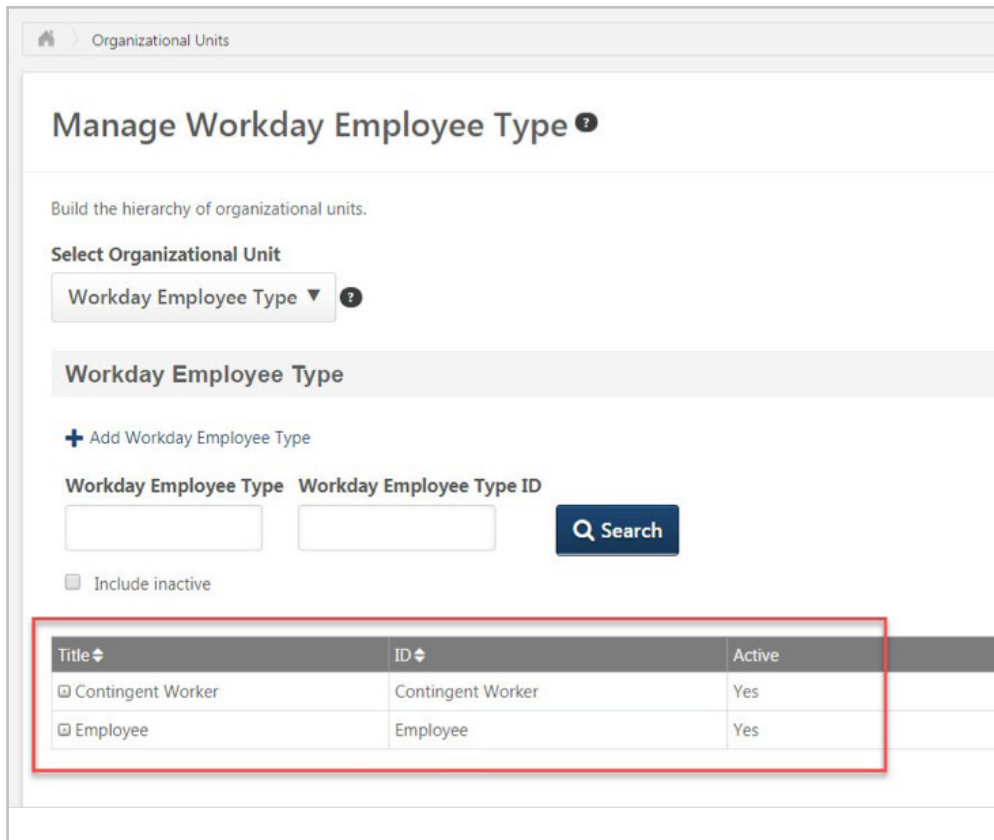 Organizational Units
Manage Workday Employee Type ?
Build the hierarchy of organizational units.
Select Organizational Unit
Workday Employee Type ▼ ?
Workday Employee Type
Add Workday Employee Type
Workday Employee Type Workday Employee Type ID
Search
Include inactive
Title ID Active
Contingent Worker Contingent Worker Yes
Employee Employee Yes